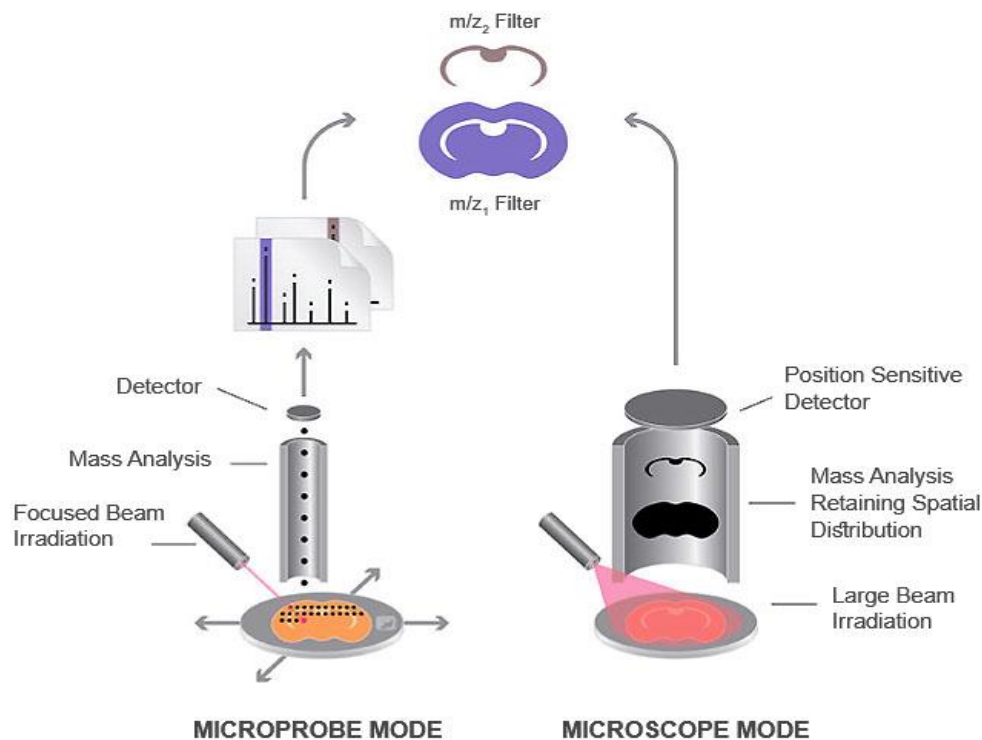 m/z₂ Filter
m/z₁ Filter
Detector
Mass Analysis
Focused Beam
Irradiation
MICROPROBE MODE
Position Sensitive
Detector
Mass Analysis
Retaining Spatial
Distribution
Large Beam
Irradiation
MICROSCOPE MODE